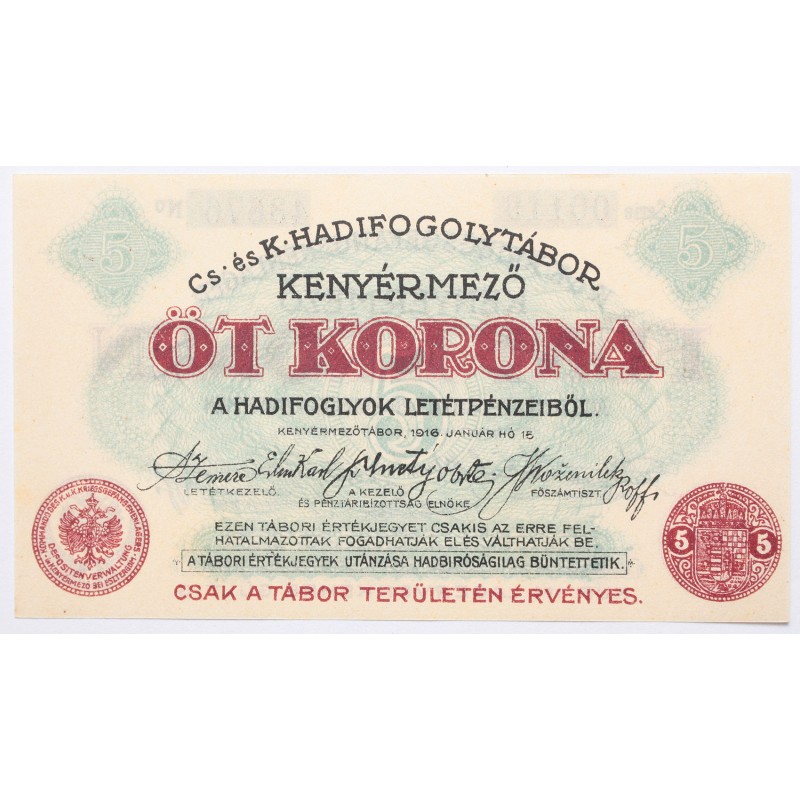 5
5
Cs. és K. HADIFOGOLYTÁBOR
KENYÉRMEZŐ
ÖT KORONA
A HADIFOGLYOK LETÉTPÉNZEIBŐL.
KENYÉRMEZŐTÁBOR, 1916. JANUÁR HÓ 15
LETÉTKEZELŐ.
A KEZELŐ
ÉS PÉNZTÁRIBIZOTTSÁG ELNÖKE
FŐSZÁMTISZT.
EZEN TÁBORI ÉRTÉKJEGYET CSAKIS AZ ERRE FEL-
HATALMAZOTTAK FOGADHATJÁK EL ÉS VÁLTHATJÁK BE.
A TÁBORI ÉRTÉKJEGYEK UTÁNZÁSA HADBIRÓSÁGILAG BÜNTETTETIK.
CSAK A TÁBOR TERÜLETÉN ÉRVÉNYES.
DEPOSITENVERWALTUNG
5 5